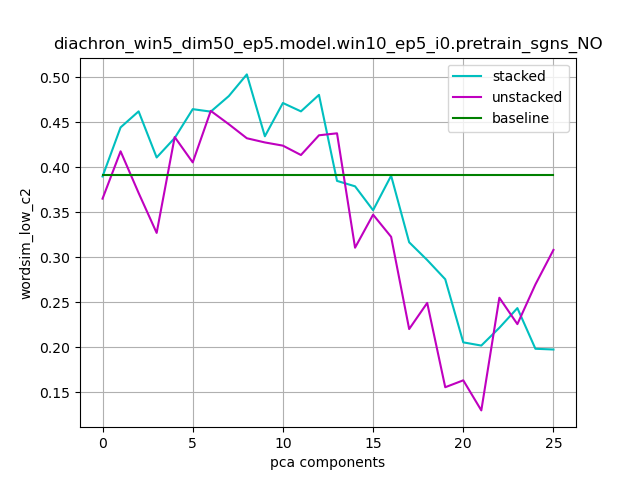 diachron_win5_dim50_ep5.model.win10_ep5_i0.pretrain_sgns_NO
stacked
unstacked
baseline
0.50
0.45
0.40
0.35
0.30
0.25
0.20
0.15
wordsim_low_c2
0 5 10 15 20 25
pca components